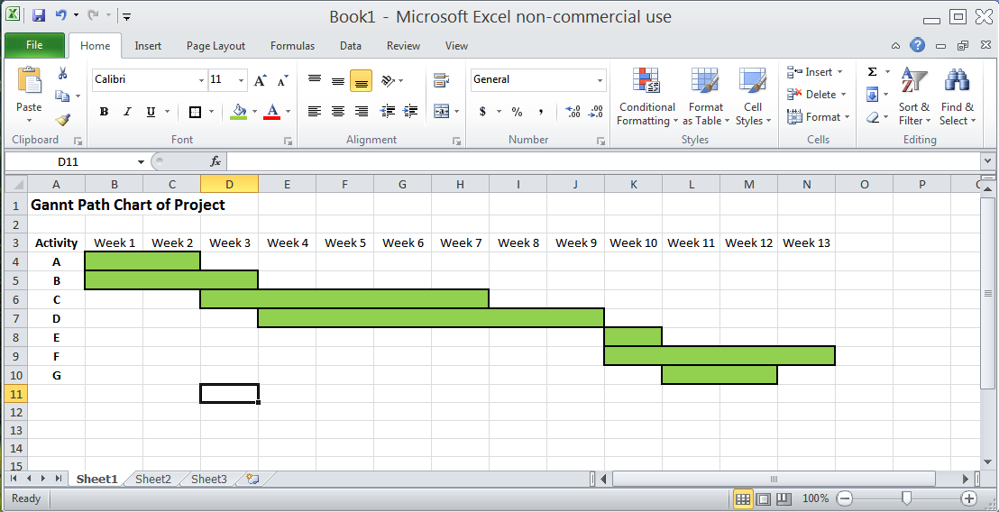 Book1 - Microsoft Excel non-commercial use
File Home Insert Page Layout Formulas Data Review View
Paste
Clipboard
Calibri 11
B I U A
Font
Alignment
General
$ % ,
Number
Conditional Formatting
Format as Table
Cell Styles
Styles
Insert
Delete
Format
Cells
Σ
Sort & Filter
Find & Select
Editing
D11 fx
A B C D E F G H I J K L M N O P
1 Gannt Path Chart of Project
2
3 Activity Week 1 Week 2 Week 3 Week 4 Week 5 Week 6 Week 7 Week 8 Week 9 Week 10 Week 11 Week 12 Week 13
4 A
5 B
6 C
7 D
8 E
9 F
10 G
11
12
13
14
15
Sheet1 Sheet2 Sheet3
Ready 100%